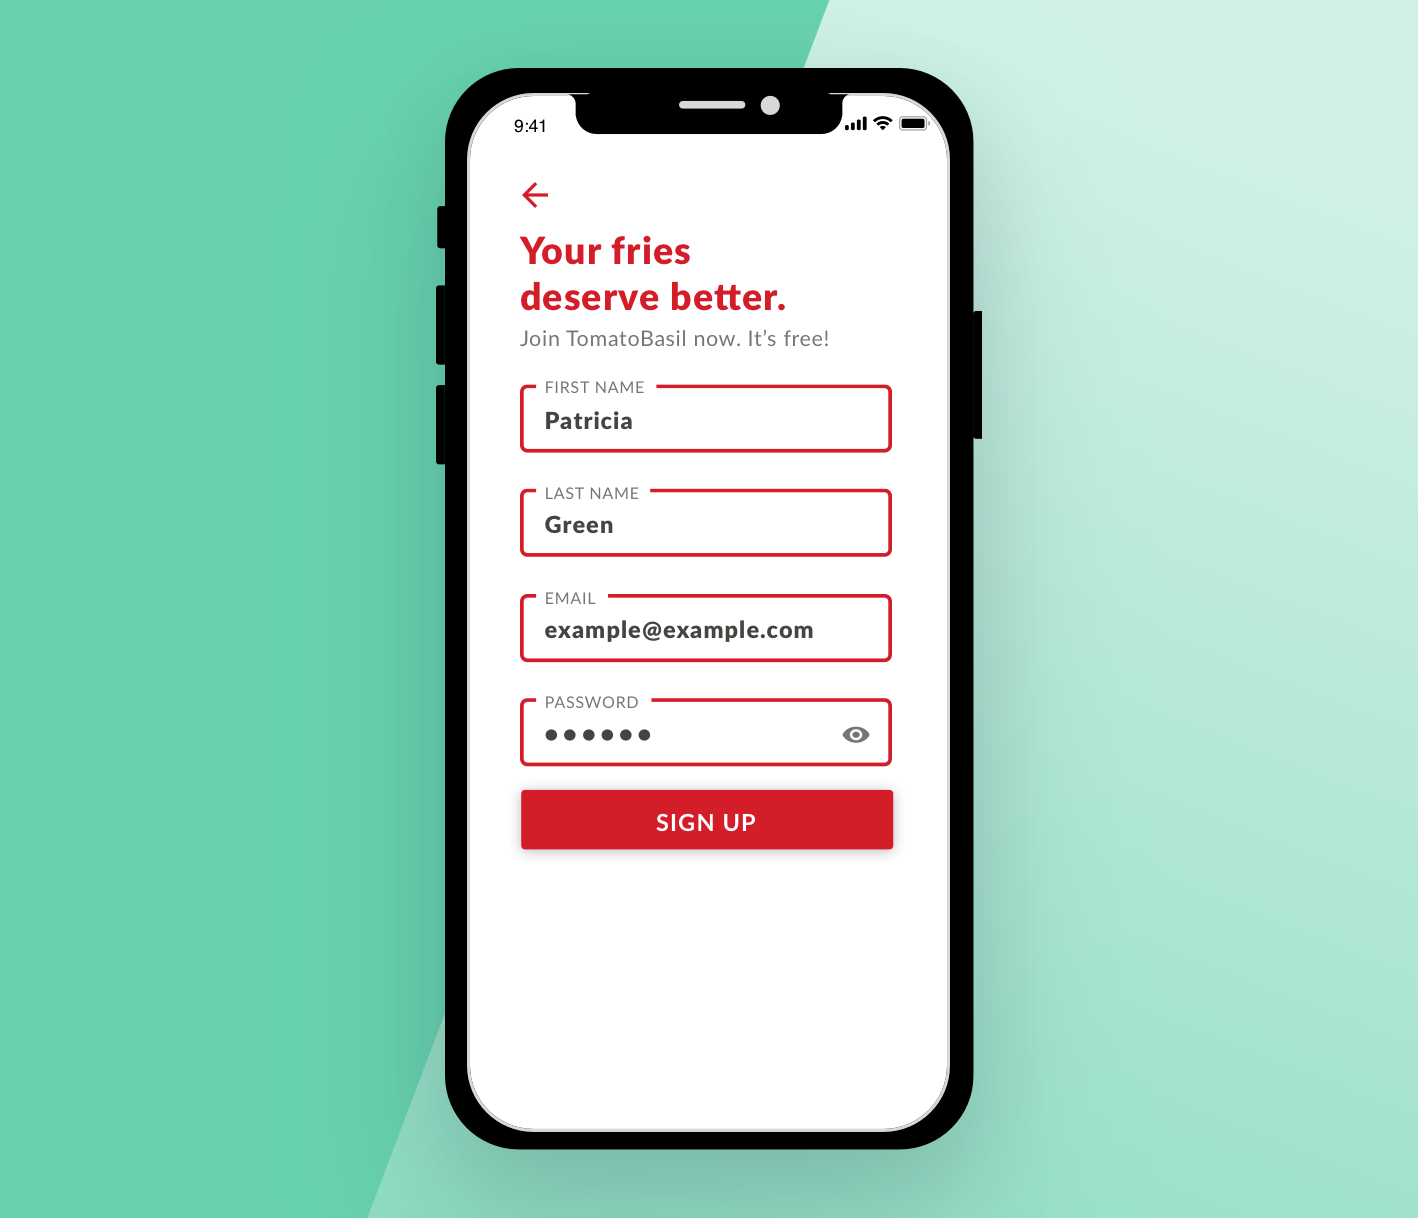 9:41
Your fries
deserve better.
Join TomatoBasil now. It’s free!
FIRST NAME
Patricia
LAST NAME
Green
EMAIL
example@example.com
PASSWORD
●●●●●●
SIGN UP